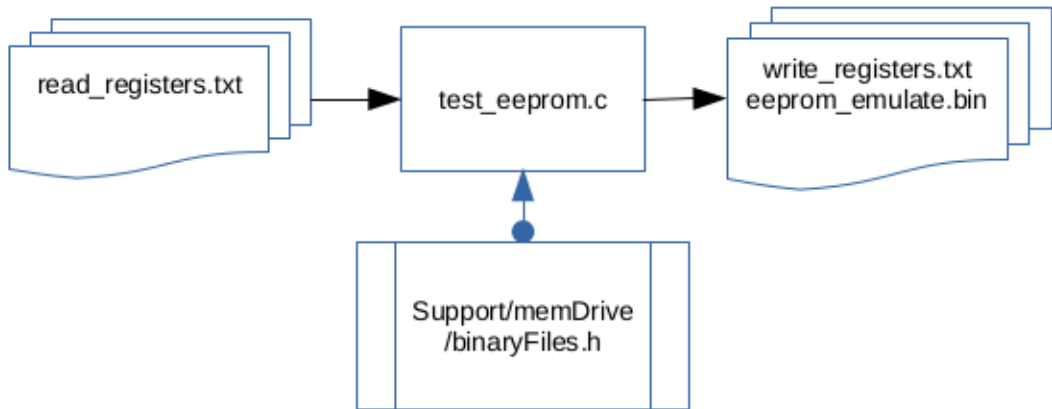 read_registers.txt
test_eeprom.c
write_registers.txt
eeprom_emulate.bin
Support/memDrive
/binaryFiles.h